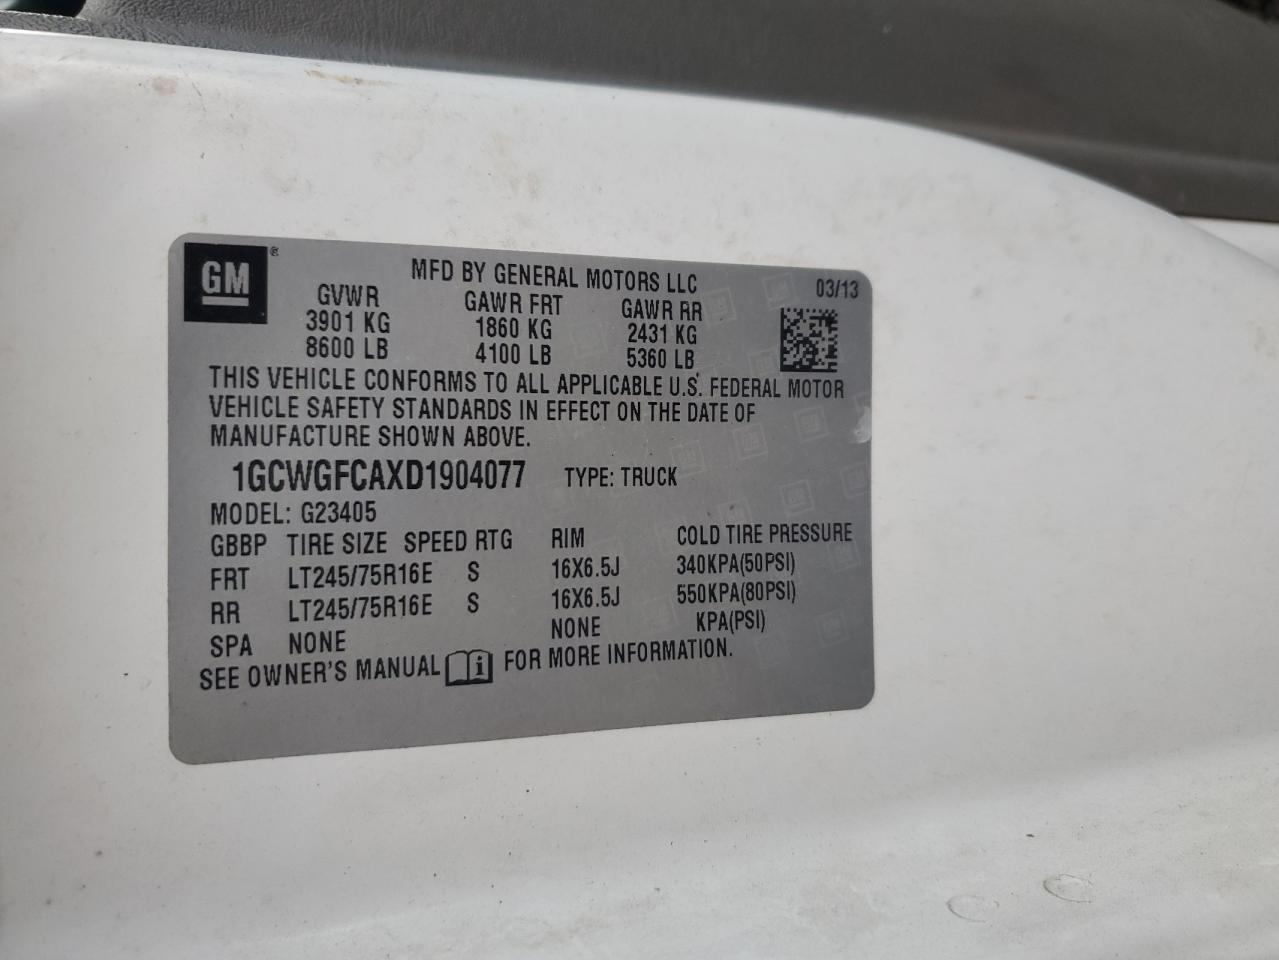 GM ®
MFD BY GENERAL MOTORS LLC 03/13
GVWR GAWR FRT GAWR RR
3901 KG 1860 KG 2431 KG
8600 LB 4100 LB 5360 LB
THIS VEHICLE CONFORMS TO ALL APPLICABLE U.S. FEDERAL MOTOR
VEHICLE SAFETY STANDARDS IN EFFECT ON THE DATE OF
MANUFACTURE SHOWN ABOVE.
1GCWGFCAXD1904077 TYPE: TRUCK
MODEL: G23405
GBBP TIRE SIZE SPEED RTG RIM COLD TIRE PRESSURE
FRT LT245/75R16E S 16X6.5J 340KPA(50PSI)
RR LT245/75R16E S 16X6.5J 550KPA(80PSI)
SPA NONE NONE KPA(PSI)
SEE OWNER'S MANUAL i FOR MORE INFORMATION.